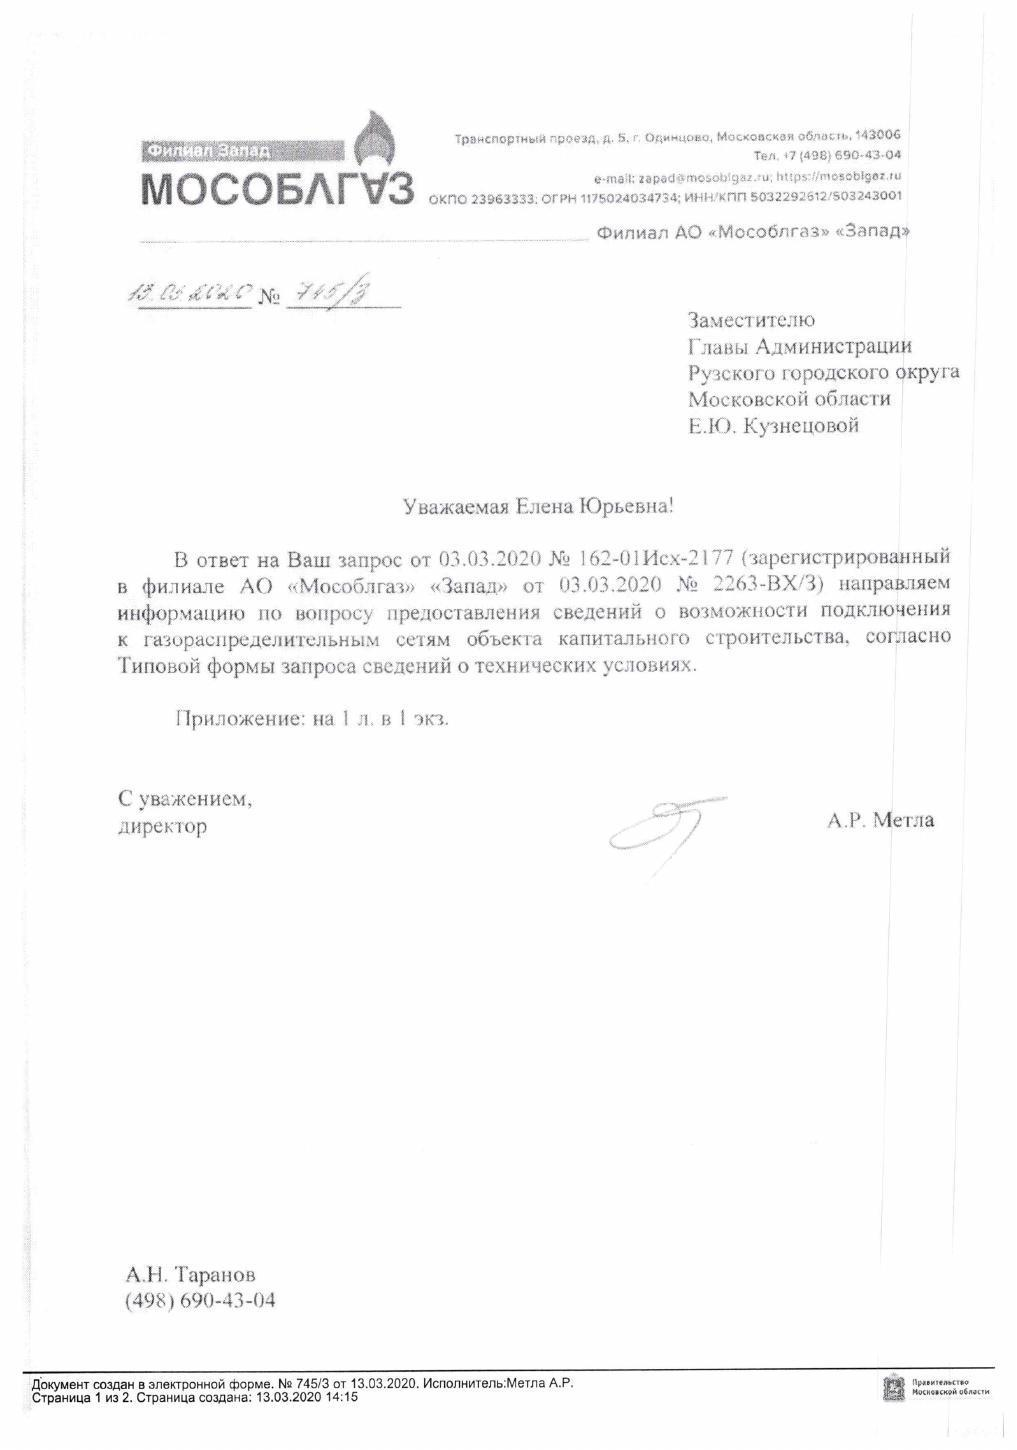 Филиал Запад
МОСОБЛГАЗ
Транспортный проезд, д. 5, г. Одинцово, Московская область, 143006
Тел. +7 (498) 690-43-04
e-mail: zapad@mosoblgaz.ru; https://mosoblgaz.ru
ОКПО 23963333; ОГРН 1175024034734; ИНН/КПП 5032292612/503243001
Филиал АО «Мособлгаз» «Запад»
13.03.2020 № 745/З
Заместителю
Главы Администрации
Рузского городского округа
Московской области
Е.Ю. Кузнецовой
Уважаемая Елена Юрьевна!
В ответ на Ваш запрос от 03.03.2020 № 162-01Исх-2177 (зарегистрированный
в филиале АО «Мособлгаз» «Запад» от 03.03.2020 № 2263-ВХ/З) направляем
информацию по вопросу предоставления сведений о возможности подключения
к газораспределительным сетям объекта капитального строительства, согласно
Типовой формы запроса сведений о технических условиях.
Приложение: на 1 л. в 1 экз.
С уважением,
директор
А.Р. Метла
А.Н. Таранов
(498) 690-43-04
Документ создан в электронной форме. № 745/З от 13.03.2020. Исполнитель:Метла А.Р.
Страница 1 из 2. Страница создана: 13.03.2020 14:15
Правительство
Московской области